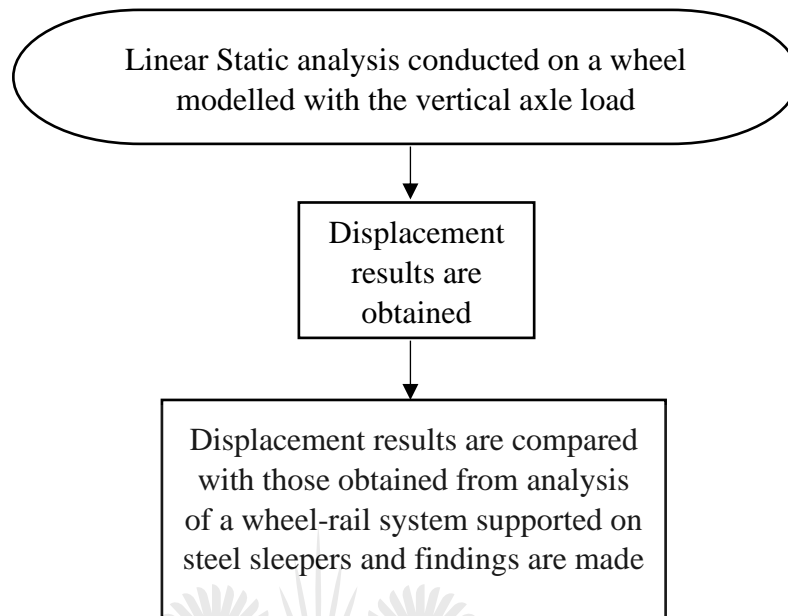 Linear Static analysis conducted on a wheel
modelled with the vertical axle load
Displacement
results are
obtained
Displacement results are compared
with those obtained from analysis
of a wheel-rail system supported on
steel sleepers and findings are made